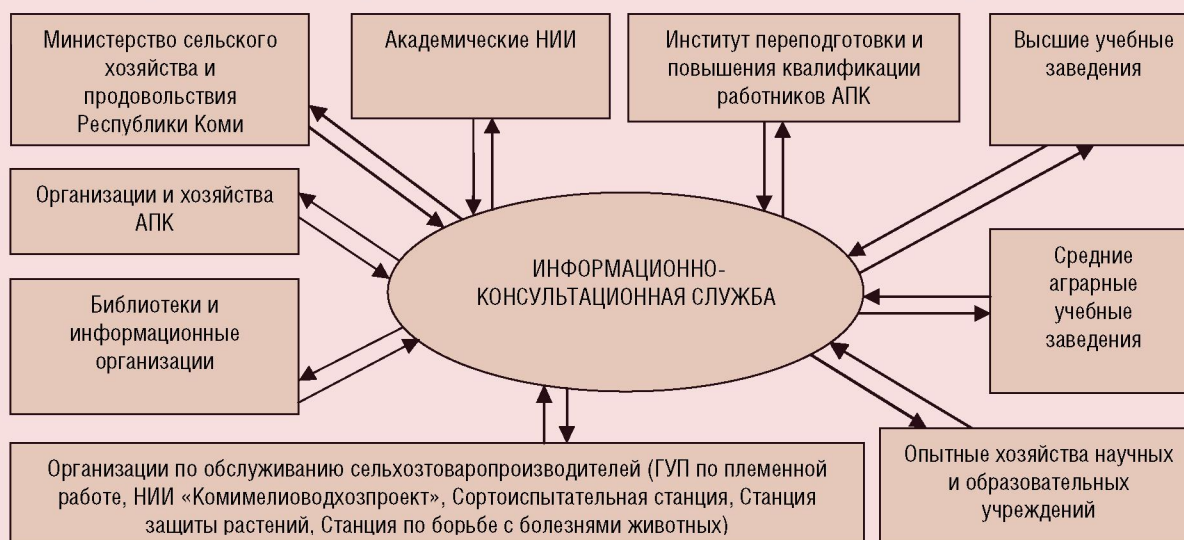 Министерство сельского
хозяйства и
продовольствия
Республики Коми
Академические НИИ
Институт переподготовки и
повышения квалификации
работников АПК
Высшие учебные
заведения
Организации и хозяйства
АПК
ИНФОРМАЦИОННО-
КОНСУЛЬТАЦИОННАЯ СЛУЖБА
Средние
аграрные
учебные
заведения
Библиотеки и
информационные
организации
Организации по обслуживанию сельхозтоваропроизводителей (ГУП по племенной
работе, НИИ «Комимелиоводхозпроект», Сортоиспытательная станция, Станция
защиты растений, Станция по борьбе с болезнями животных)
Опытные хозяйства научных
и образовательных
учреждений